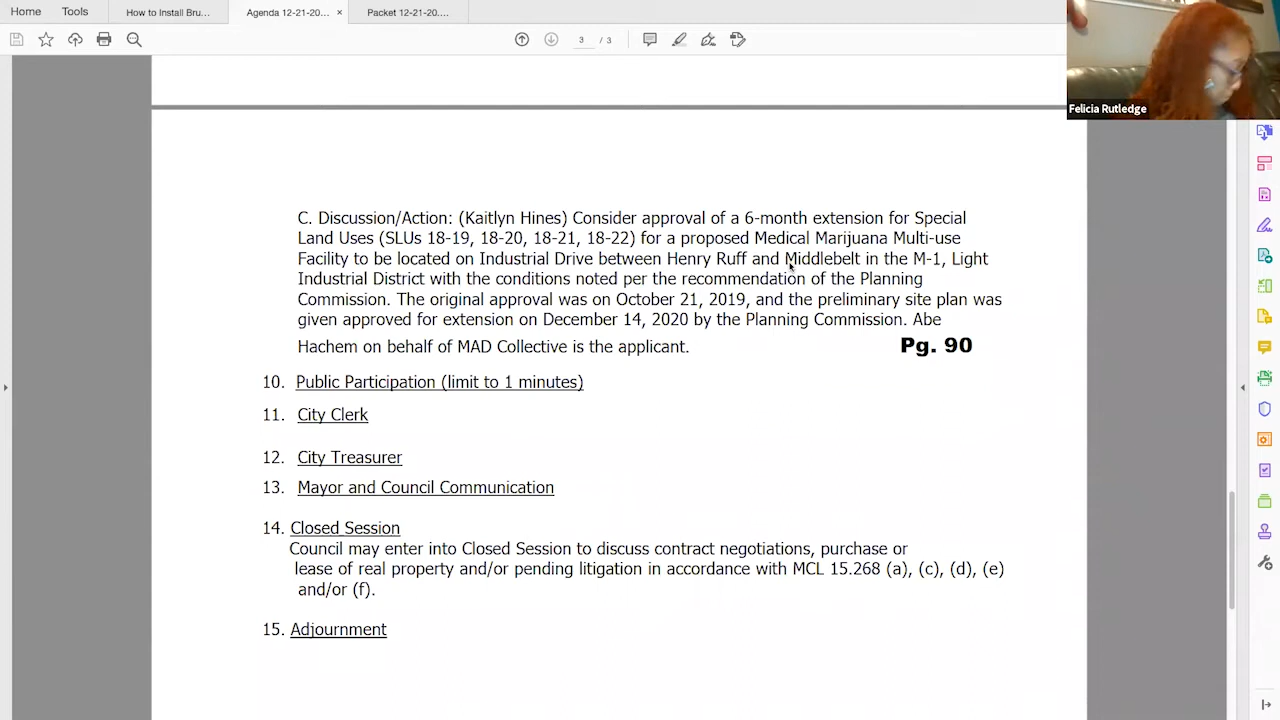 Home
Tools
How to Install Bru...
Agenda 12-21-20...
Packet 12-21-20....
3 / 3
Felicia Rutledge
C. Discussion/Action: (Kaitlyn Hines) Consider approval of a 6-month extension for Special
Land Uses (SLUs 18-19, 18-20, 18-21, 18-22) for a proposed Medical Marijuana Multi-use
Facility to be located on Industrial Drive between Henry Ruff and Middlebelt in the M-1, Light
Industrial District with the conditions noted per the recommendation of the Planning
Commission. The original approval was on October 21, 2019, and the preliminary site plan was
given approved for extension on December 14, 2020 by the Planning Commission. Abe
Hachem on behalf of MAD Collective is the applicant. Pg. 90
10. Public Participation (limit to 1 minutes)
11. City Clerk
12. City Treasurer
13. Mayor and Council Communication
14. Closed Session
Council may enter into Closed Session to discuss contract negotiations, purchase or
lease of real property and/or pending litigation in accordance with MCL 15.268 (a), (c), (d), (e)
and/or (f).
15. Adjournment